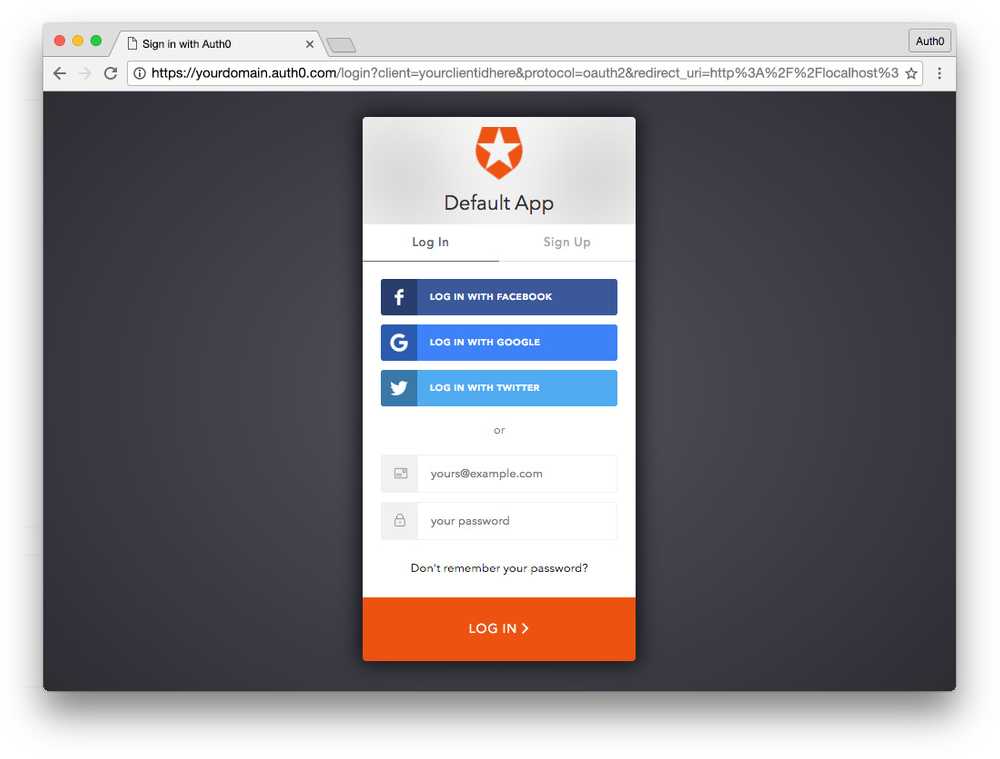 Sign in with Auth0
Auth0
https://yourdomain.auth0.com/login?client=yourclientidhere&protocol=oauth2&redirect_uri=http%3A%2F%2Flocalhost%3
Default App
Log In
Sign Up
LOG IN WITH FACEBOOK
LOG IN WITH GOOGLE
LOG IN WITH TWITTER
or
yours@example.com
your password
Don't remember your password?
LOG IN